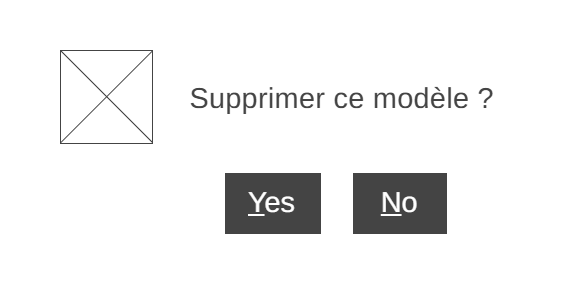 Supprimer ce modèle ?
Yes No